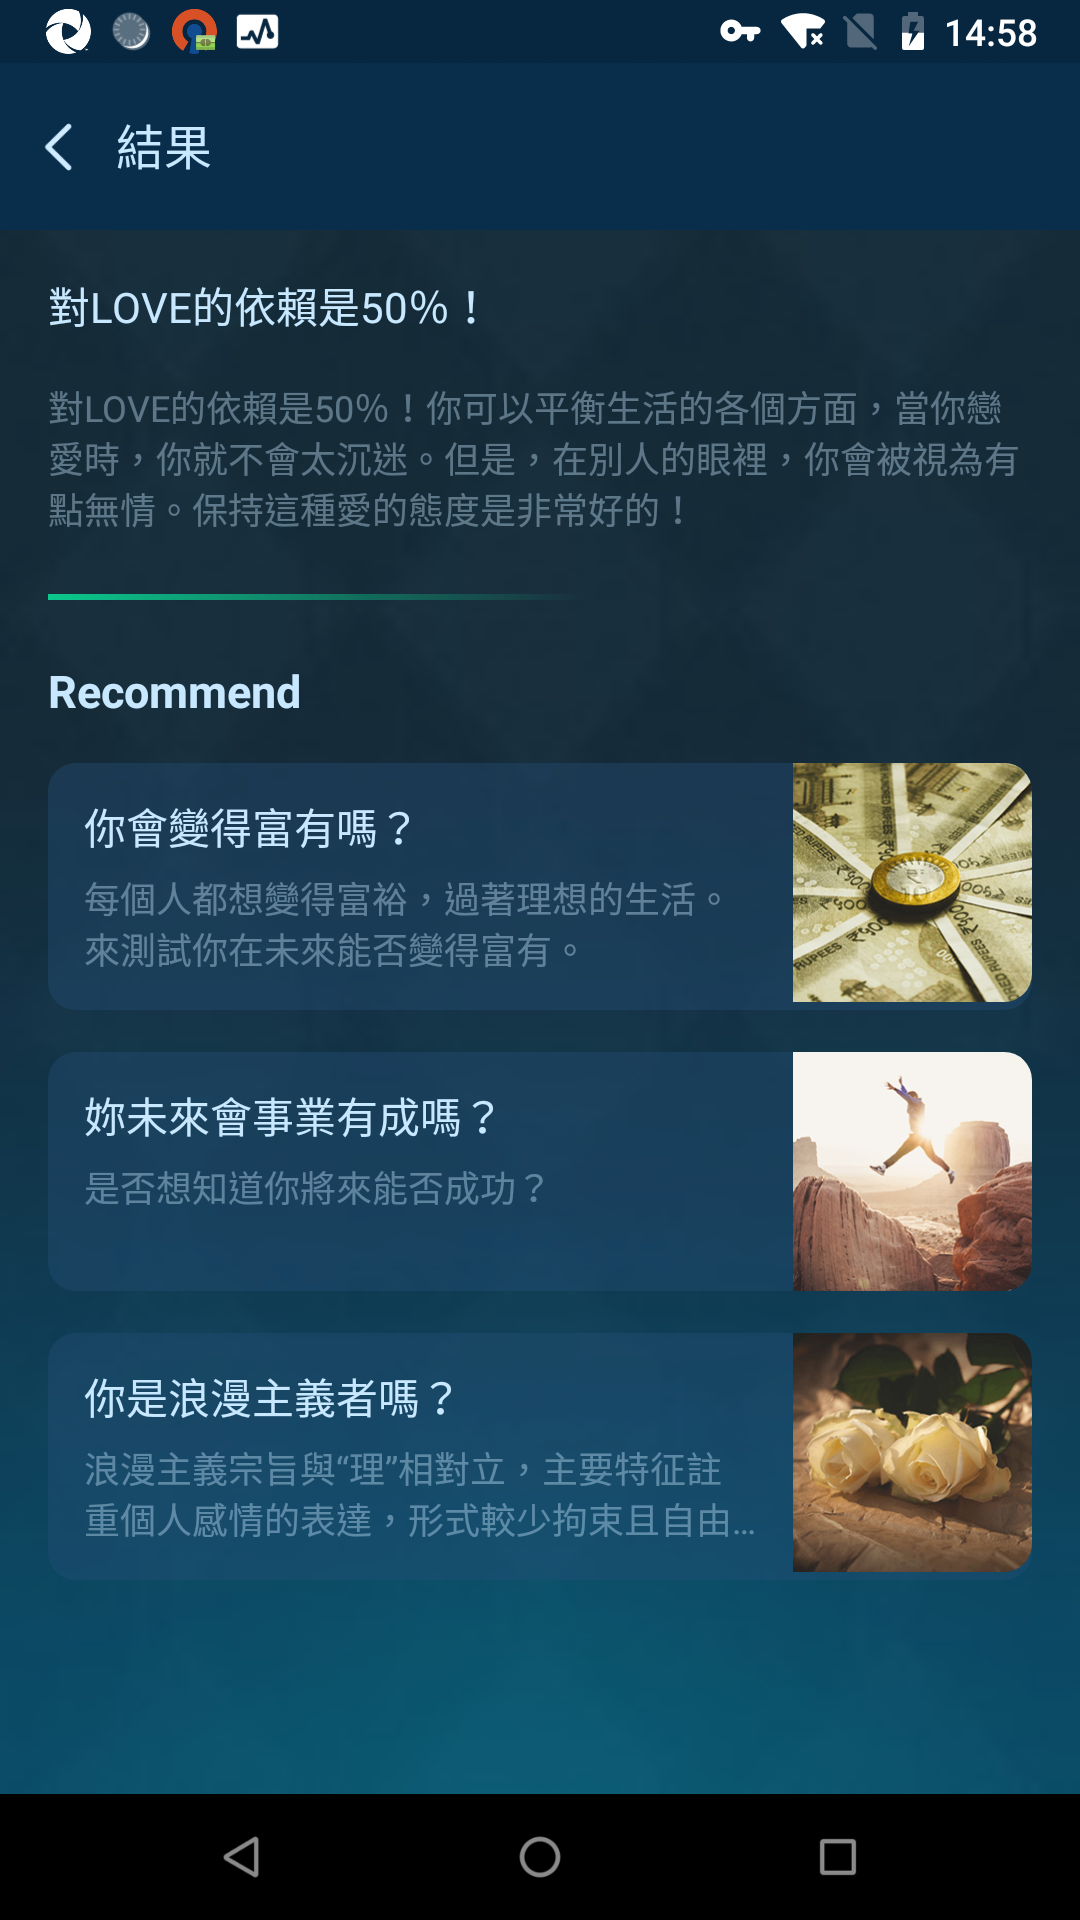 14:58
結果
對LOVE的依賴是50%！
對LOVE的依賴是50%！你可以平衡生活的各個方面，當你戀
愛時，你就不會太沉迷。但是，在別人的眼裡，你會被視為有
點無情。保持這種愛的態度是非常好的！
Recommend
你會變得富有嗎？
每個人都想變得富裕，過著理想的生活。
來測試你在未來能否變得富有。
妳未來會事業有成嗎？
是否想知道你將來能否成功？
你是浪漫主義者嗎？
浪漫主義宗旨與“理”相對立，主要特征註
重個人感情的表達，形式較少拘束且自由…